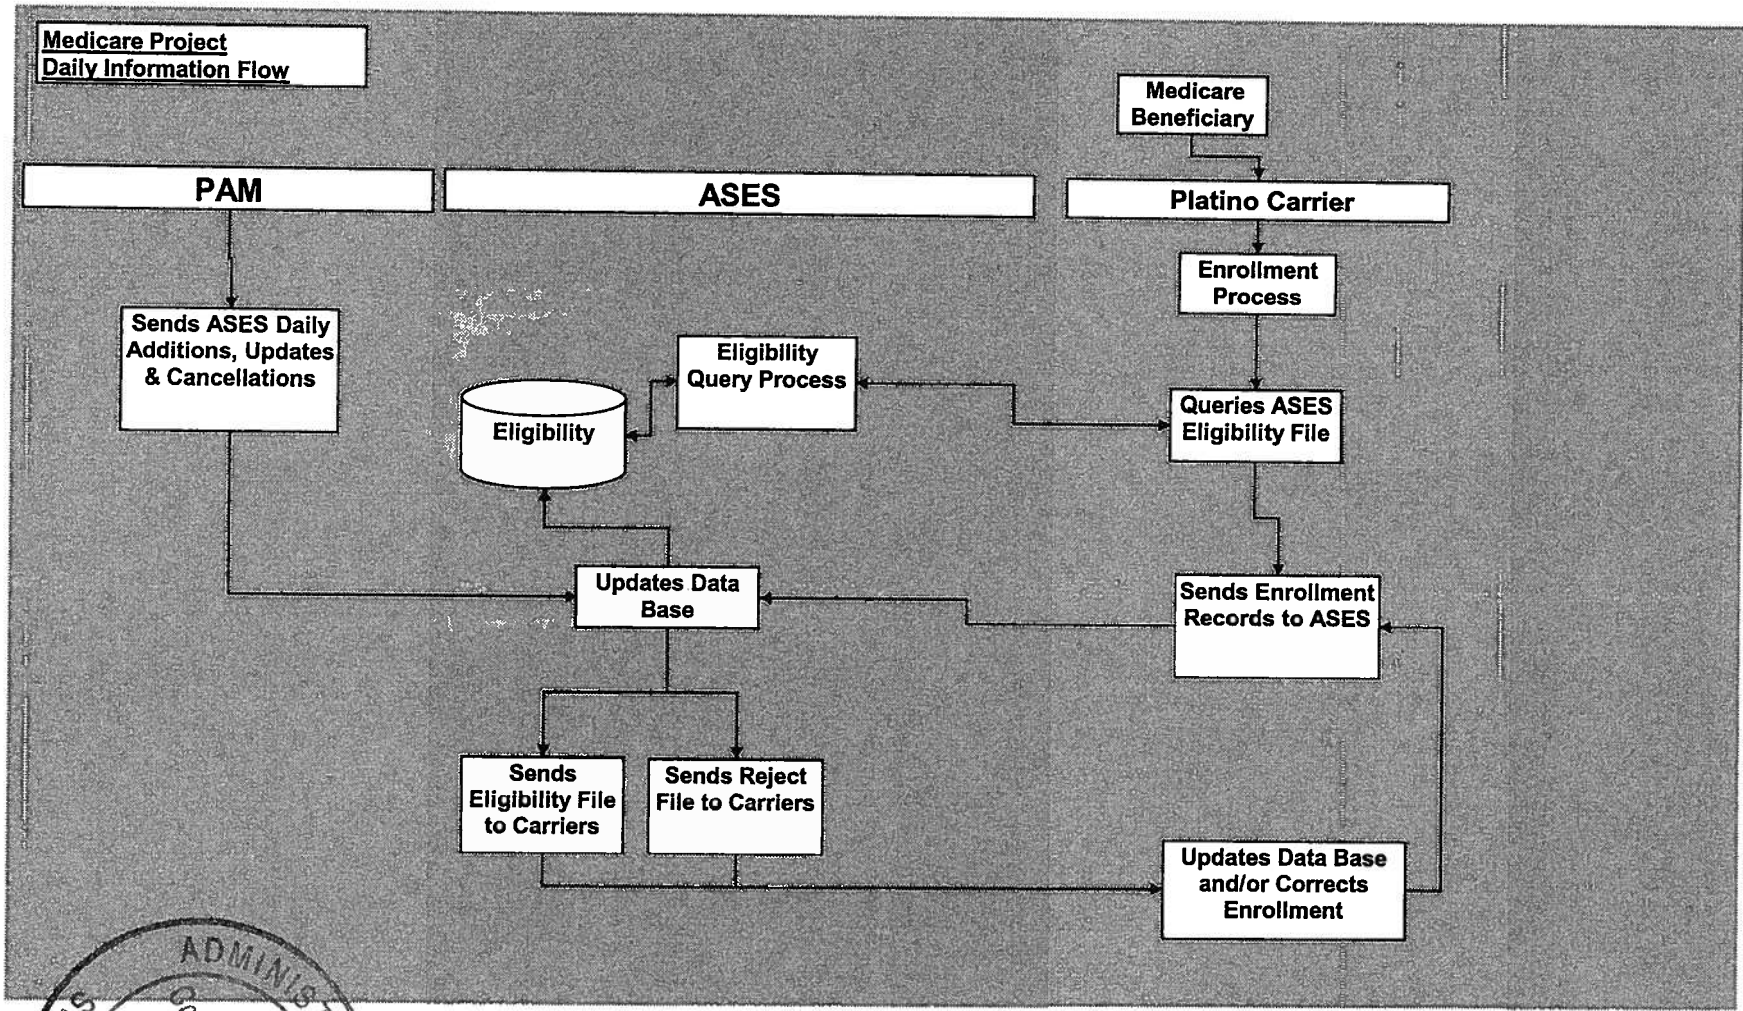 Medicare Project
Daily Information Flow
Medicare
Beneficiary
PAM
ASES
Platino Carrier
Enrollment
Process
Sends ASES Daily
Additions, Updates
& Cancellations
Eligibility
Query Process
Eligibility
Queries ASES
Eligibility File
Updates Data
Base
Sends Enrollment
Records to ASES
Sends
Eligibility File
to Carriers
Sends Reject
File to Carriers
Updates Data Base
and/or Corrects
Enrollment